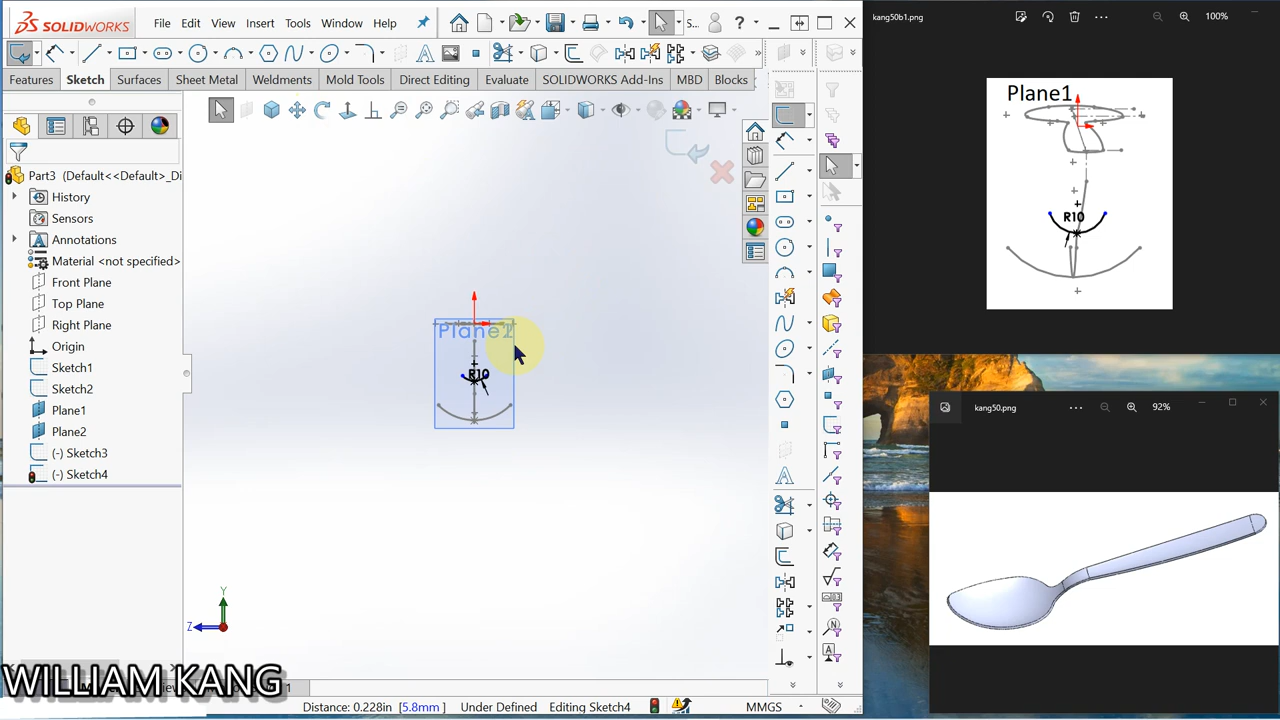 SOLIDWORKS
File
Edit
View
Insert
Tools
Window
Help
S...
?
Features
Sketch
Surfaces
Sheet Metal
Weldments
Mold Tools
Direct Editing
Evaluate
SOLIDWORKS Add-Ins
MBD
Blocks
Part3 (Default<<Default>_Di
History
Sensors
Annotations
Material <not specified>
Front Plane
Top Plane
Right Plane
Origin
Sketch1
Sketch2
Plane1
Plane2
(-) Sketch3
(-) Sketch4
R10
Y
Z
WILLIAM KANG
Distance: 0.228in [5.8mm]
Under Defined
Editing Sketch4
MMGS
kang50b1.png
100%
Plane1
R10
kang50.png
92%